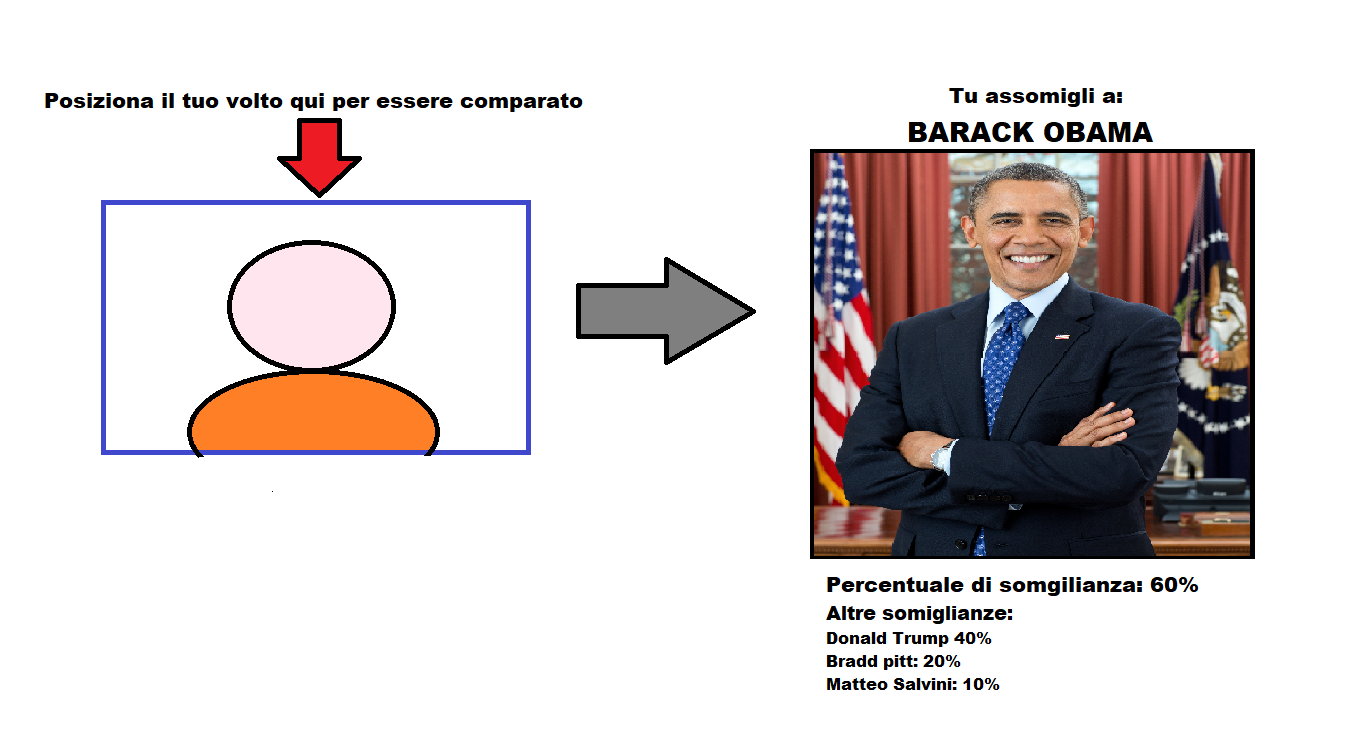 Posiziona il tuo volto qui per essere comparato
Tu assomigli a:
BARACK OBAMA
Percentuale di somgilianza: 60%
Altre somiglianze:
Donald Trump 40%
Bradd pitt: 20%
Matteo Salvini: 10%